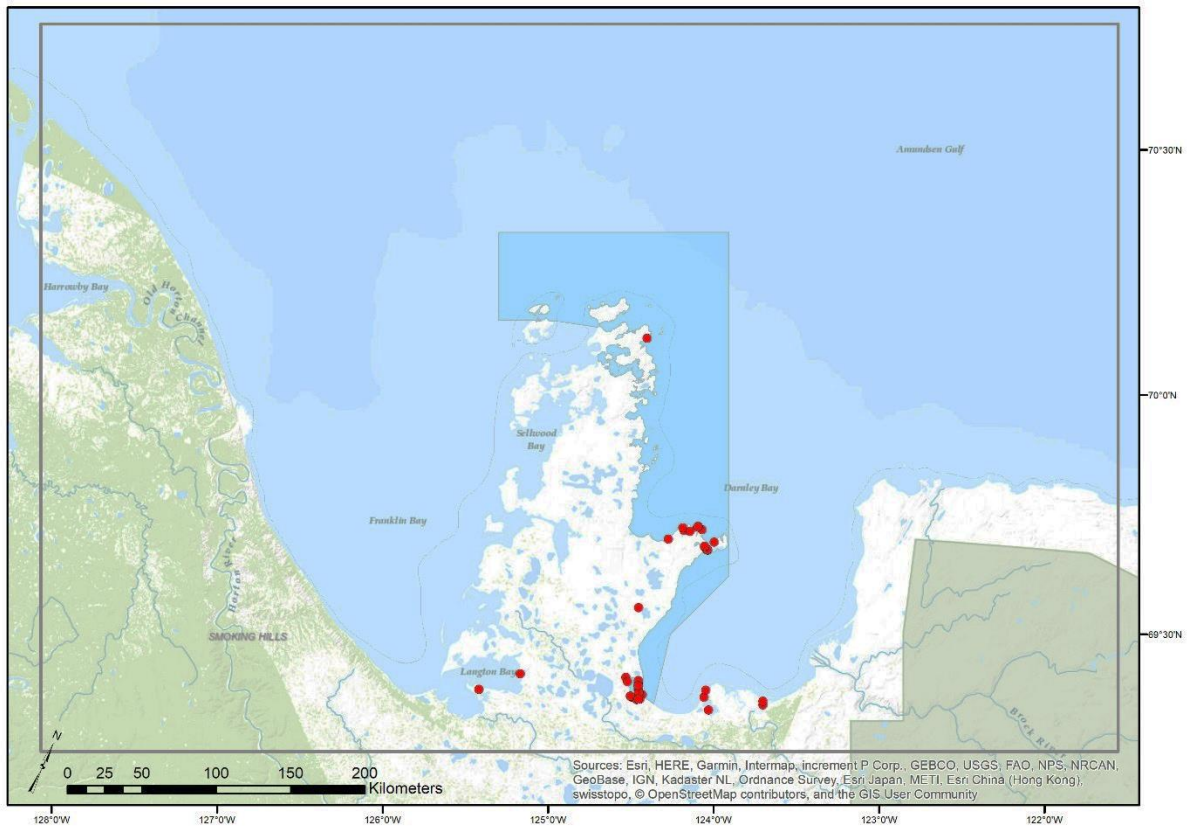 Amundsen Gulf
70°30'N
Harrowby Bay
Old Horton Channel
70°0'N
Sellwood
Bay
Darnley Bay
Franklin Bay
Horton River
SMOKING HILLS
69°30'N
Langton Bay
Brock River
N
0 25 50 100 150 200
Kilometers
Sources: Esri, HERE, Garmin, Intermap, increment P Corp., GEBCO, USGS, FAO, NPS, NRCAN,
GeoBase, IGN, Kadaster NL, Ordnance Survey, Esri Japan, METI, Esri China (Hong Kong),
swisstopo, © OpenStreetMap contributors, and the GIS User Community
128°0'W 127°0'W 126°0'W 125°0'W 124°0'W 123°0'W 122°0'W